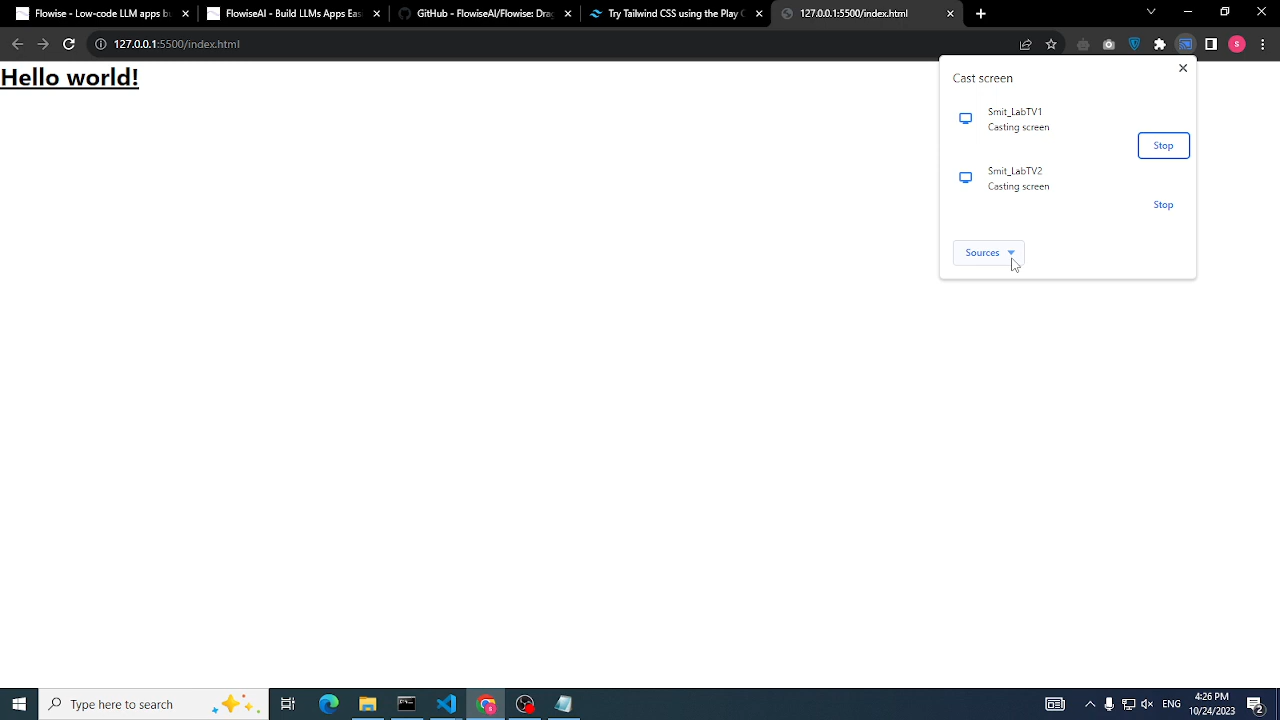 Flowise - Low-code LLM apps bu
FlowiseAI - Build LLMs Apps Easi
GitHub - FlowiseAI/Flowise: Drag
Try Tailwind CSS using the Play C
127.0.0.1:5500/index.html
127.0.0.1:5500/index.html
S
Hello world!
Cast screen
Smit_LabTV1
Casting screen
Stop
Smit_LabTV2
Casting screen
Stop
Sources
Type here to search
ENG
4:26 PM
10/24/2023
2